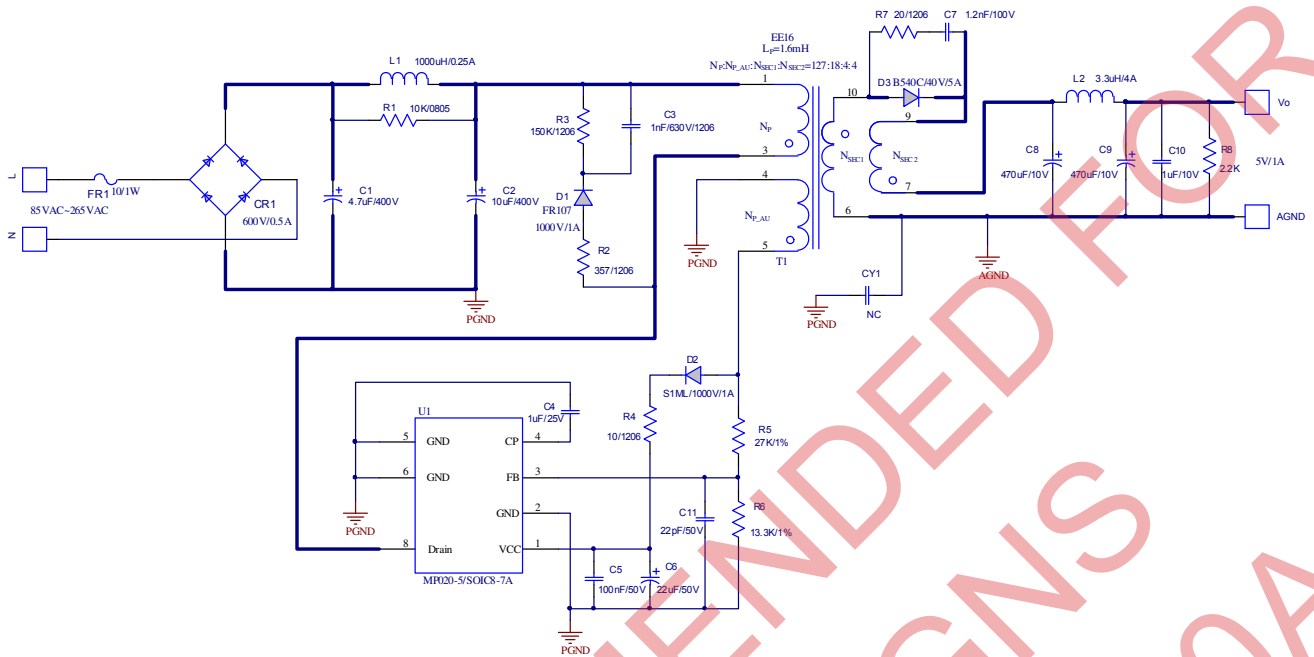 R7 20/1206
C7 1.2nF/100V
EE16
LP=1.6mH
NP:NP_AU:NSEC1:NSEC2=127:18:4:4
L1 1000uH/0.25A
R1 10K/0805
1
10
D3 B540C/40V/5A
L2 3.3uH/4A
Vo
R3
150K/1206
C3
1nF/630V/1206
NP
9
NSEC1
NSEC2
3
7
C8
470uF/10V
C9
470uF/10V
C10
1uF/10V
R8
2.2K
5V/1A
L
FR1 10/1W
85VAC~265VAC
N
CR1
600V/0.5A
C1
4.7uF/400V
C2
10uF/400V
D1
FR107
1000V/1A
4
NP_AU
6
AGND
R2
357/1206
PGND
5
T1
AGND
CY1
NC
PGND
PGND
D2
S1ML/1000V/1A
C4
1uF/25V
R4
10/1206
R5
27K/1%
U1
5 GND CP 4
6 GND FB 3
GND 2
8 Drain VCC 1
MP020-5/SOIC8-7A
PGND
C11
22pF/50V
R6
13.3K/1%
C5
100nF/50V
C6
22uF/50V
PGND
ENDED FOR
GNS
0A